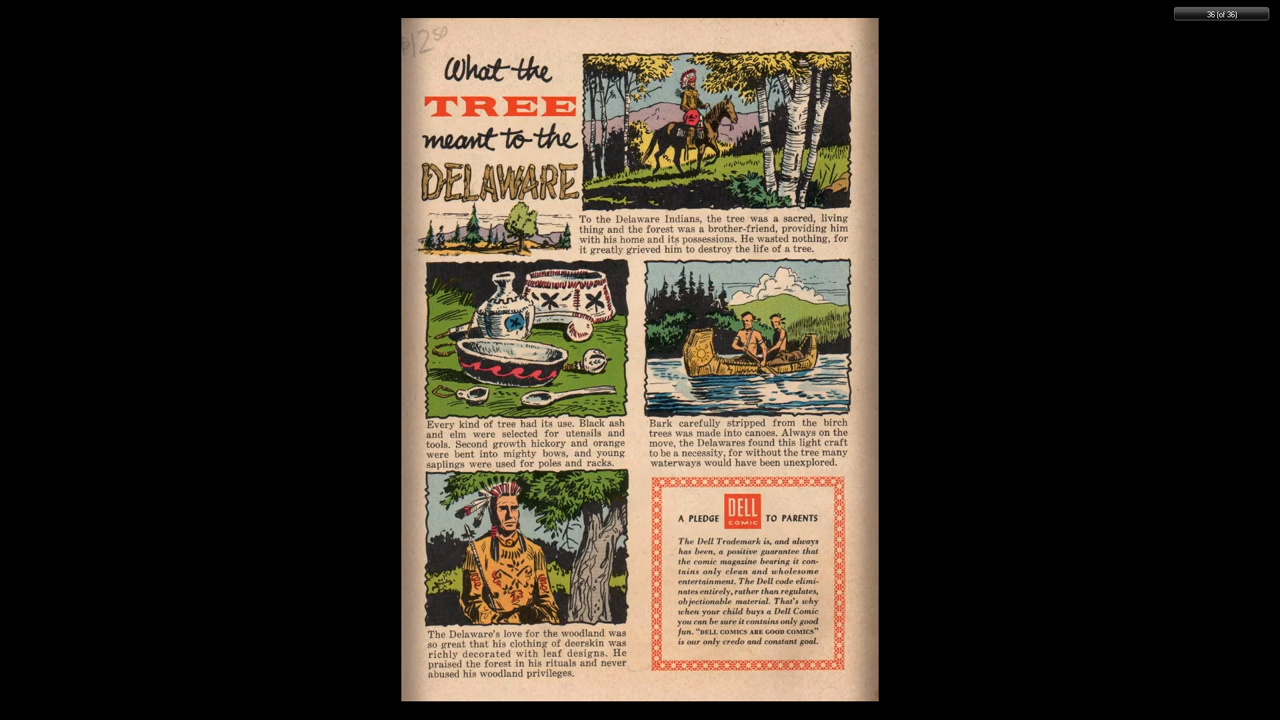 36 (of 36)
$12.50
What the
TREE
meant to the
DELAWARE
To the Delaware Indians, the tree was a sacred, living
thing and the forest was a brother-friend, providing him
with his home and its possessions. He wasted nothing, for
it greatly grieved him to destroy the life of a tree.
Every kind of tree had its use. Black ash
and elm were selected for utensils and
tools. Second growth hickory and orange
were bent into mighty bows, and young
saplings were used for poles and racks.
Bark carefully stripped from the birch
trees was made into canoes. Always on the
move, the Delawares found this light craft
to be a necessity, for without the tree many
waterways would have been unexplored.
The Delaware's love for the woodland was
so great that his clothing of deerskin was
richly decorated with leaf designs. He
praised the forest in his rituals and never
abused his woodland privileges.
A PLEDGE DELL COMIC TO PARENTS
The Dell Trademark is, and always
has been, a positive guarantee that
the comic magazine bearing it con-
tains only clean and wholesome
entertainment. The Dell code elimi-
nates entirely, rather than regulates,
objectionable material. That's why
when your child buys a Dell Comic
you can be sure it contains only good
fun. "DELL COMICS ARE GOOD COMICS"
is our only credo and constant goal.